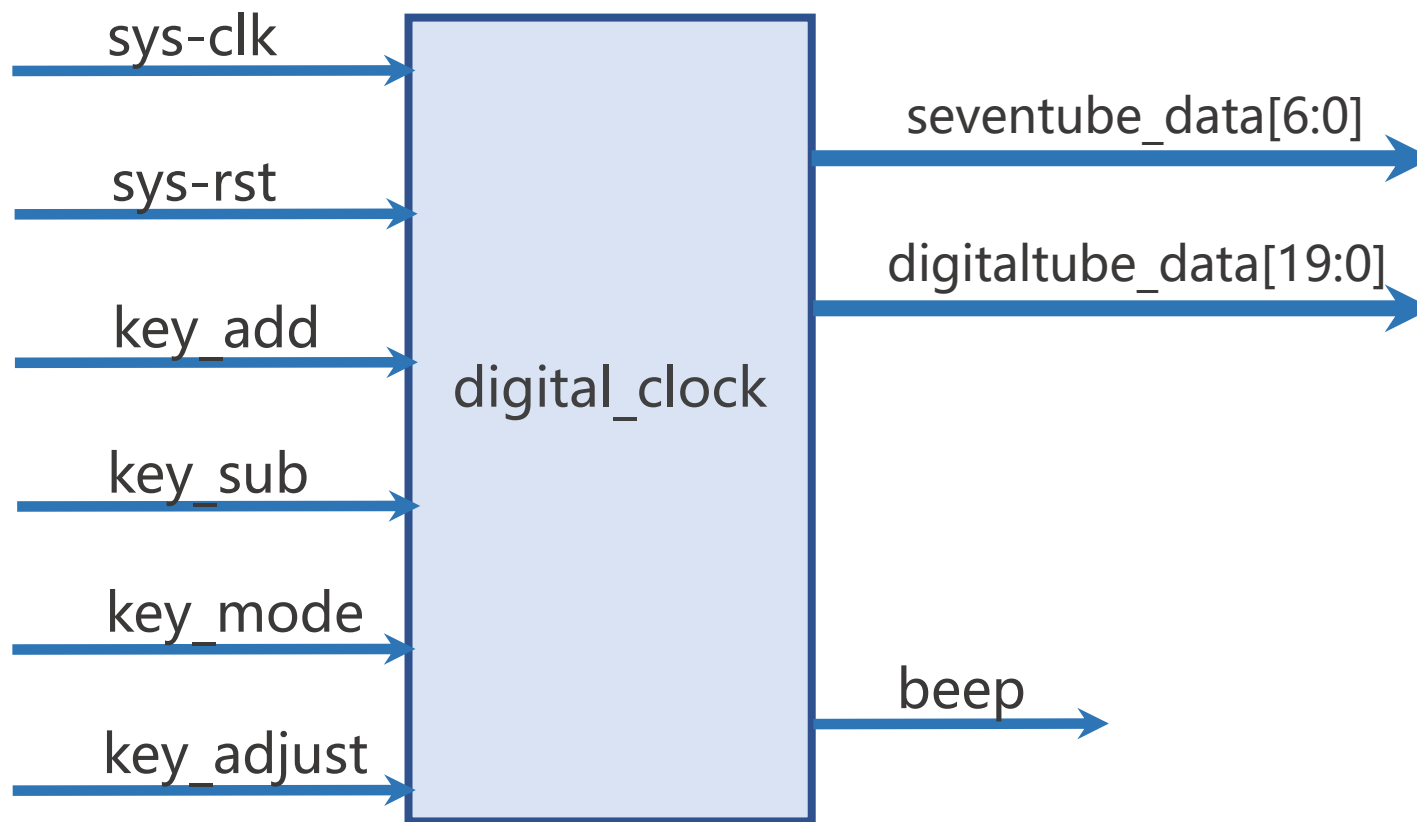 sys-clk
sys-rst
key_add
key_sub
key_mode
key_adjust
digital_clock
seventube_data[6:0]
digitaltube_data[19:0]
beep